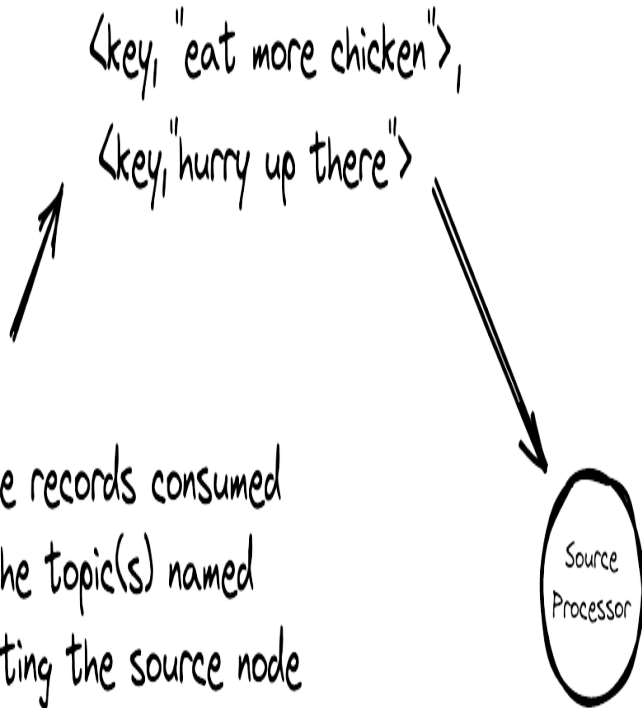 <key, "eat more chicken">,
<key,"hurry up there">
e records consumed
he topic(s) named
ting the source node
Source
Processor